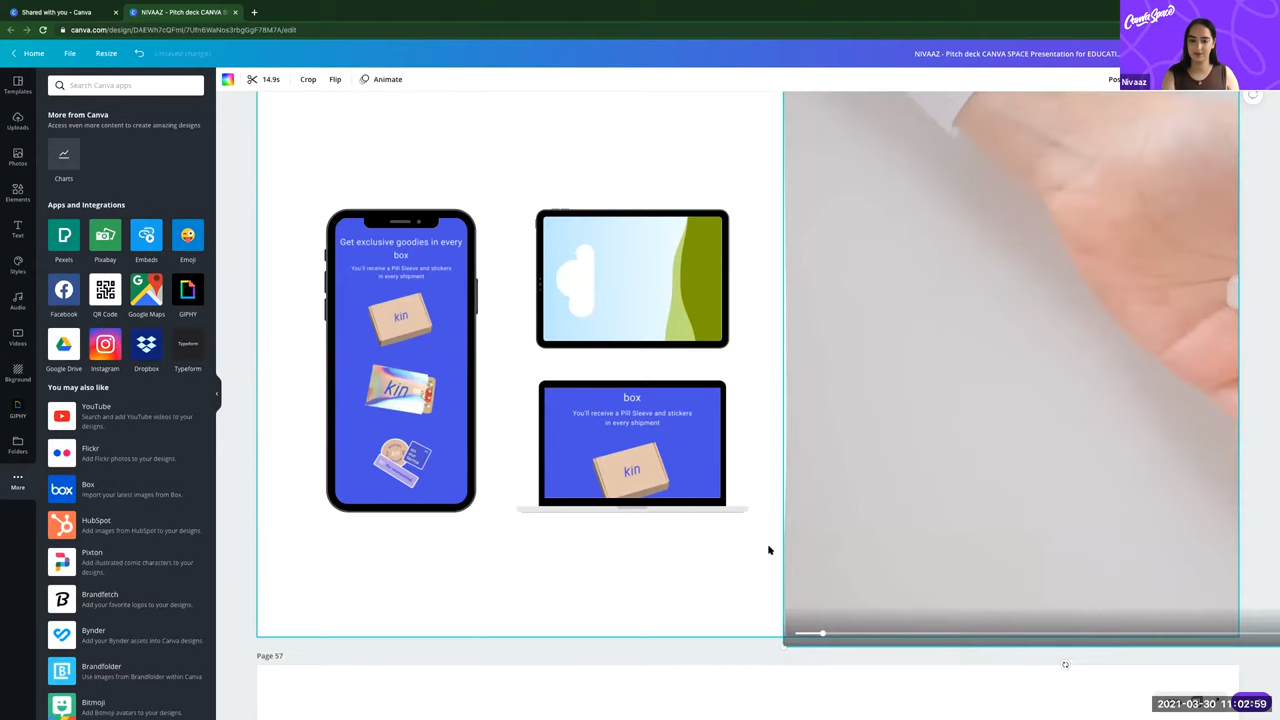 Shared with you - Canva
NIVAAZ - Pitch deck CANVA S
canva.com/design/DAEWh7cQFmI/7Ufn6WaNos3rbgGgF78M7A/edit
Home
File
Resize
Unsaved changes
NIVAAZ - Pitch deck CANVA SPACE Presentation for EDUCATI...
Canva Space
Nivaaz
Search Canva apps
14.9s
Crop
Flip
Animate
Pos
Templates
Uploads
Photos
Elements
Text
Styles
Audio
Videos
Bkground
GIPHY
Folders
More
More from Canva
Access even more content to create amazing designs
Charts
Apps and Integrations
Pexels
Pixabay
Embeds
Emoji
Facebook
QR Code
Google Maps
GIPHY
Typeform
Google Drive
Instagram
Dropbox
Typeform
You may also like
YouTube
Search and add YouTube videos to your
designs.
Flickr
Add Flickr photos to your designs.
box
Box
Import your latest images from Box.
HubSpot
Add images from HubSpot to your designs.
Pixton
Add illustrated comic characters to your
designs.
Brandfetch
Add your favorite logos to your designs.
Bynder
Add your Bynder assets into Canva designs.
Brandfolder
Use Images from Brandfolder within Canva
Bitmoji
Add Bitmoji avatars to your designs.
Get exclusive goodies in every
box
You'll receive a Pill Sleeve and stickers
in every shipment
kin
kin
box
You'll receive a Pill Sleeve and stickers
in every shipment
kin
Page 57
2021-03-30 11:02:59